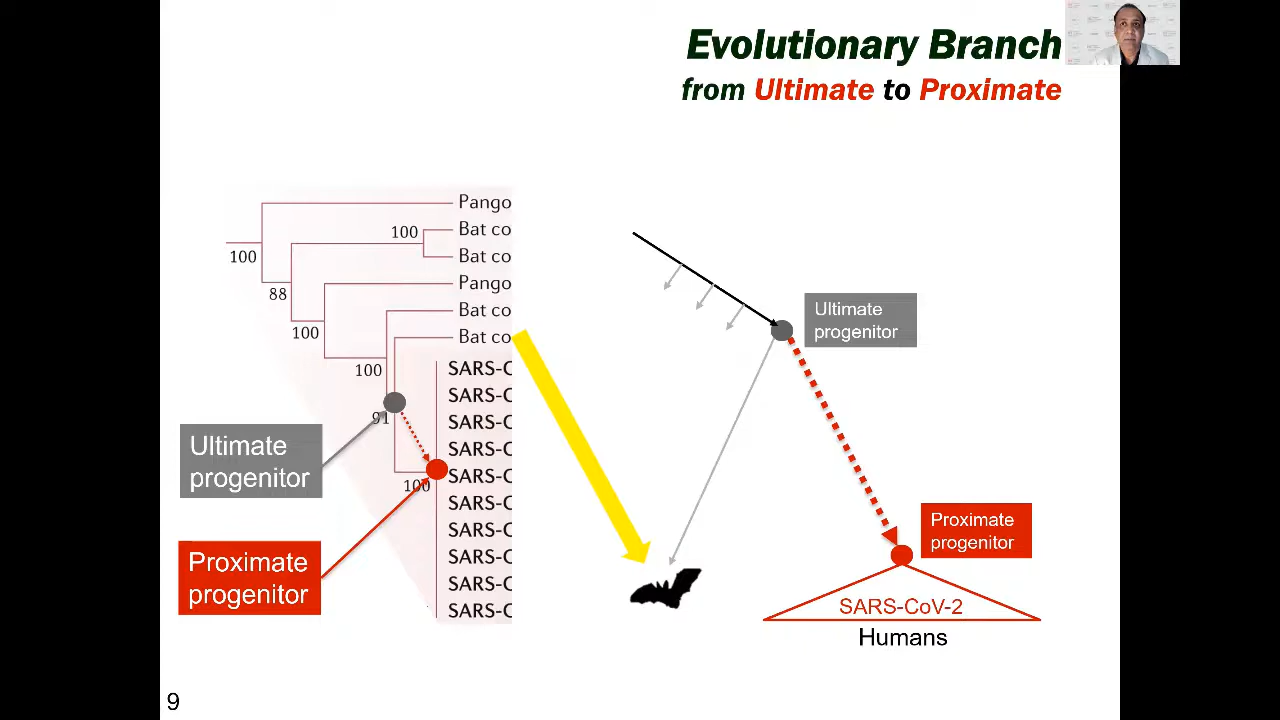 Evolutionary Branch
from Ultimate to Proximate
Pango
100
Bat co
100
Bat co
88
Pango
100
Bat co
Bat co
100
SARS-C
SARS-C
91
SARS-C
SARS-C
100
SARS-C
SARS-C
SARS-C
SARS-C
SARS-C
SARS-C
Ultimate
progenitor
Proximate
progenitor
Ultimate
progenitor
Proximate
progenitor
SARS-CoV-2
Humans
9